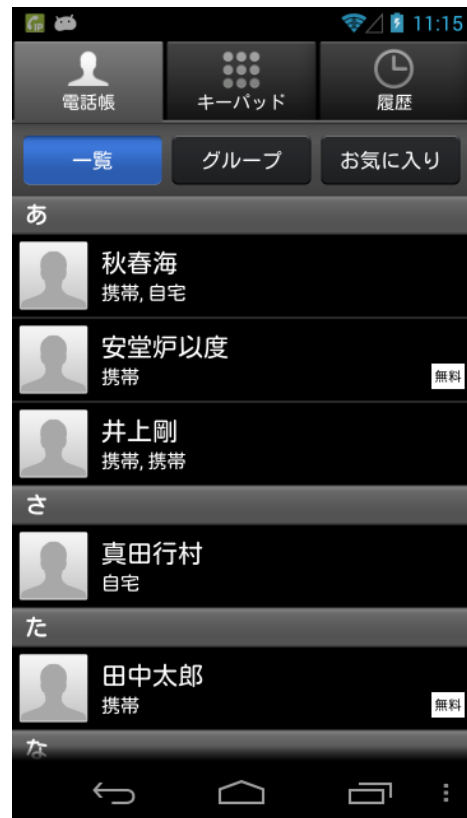 11:15
電話帳
キーパッド
履歴
一覧
グループ
お気に入り
あ
秋春海
携帯, 自宅
安堂炉以度
携帯
無料
井上剛
携帯, 携帯
さ
真田行村
自宅
た
田中太郎
携帯
無料
な